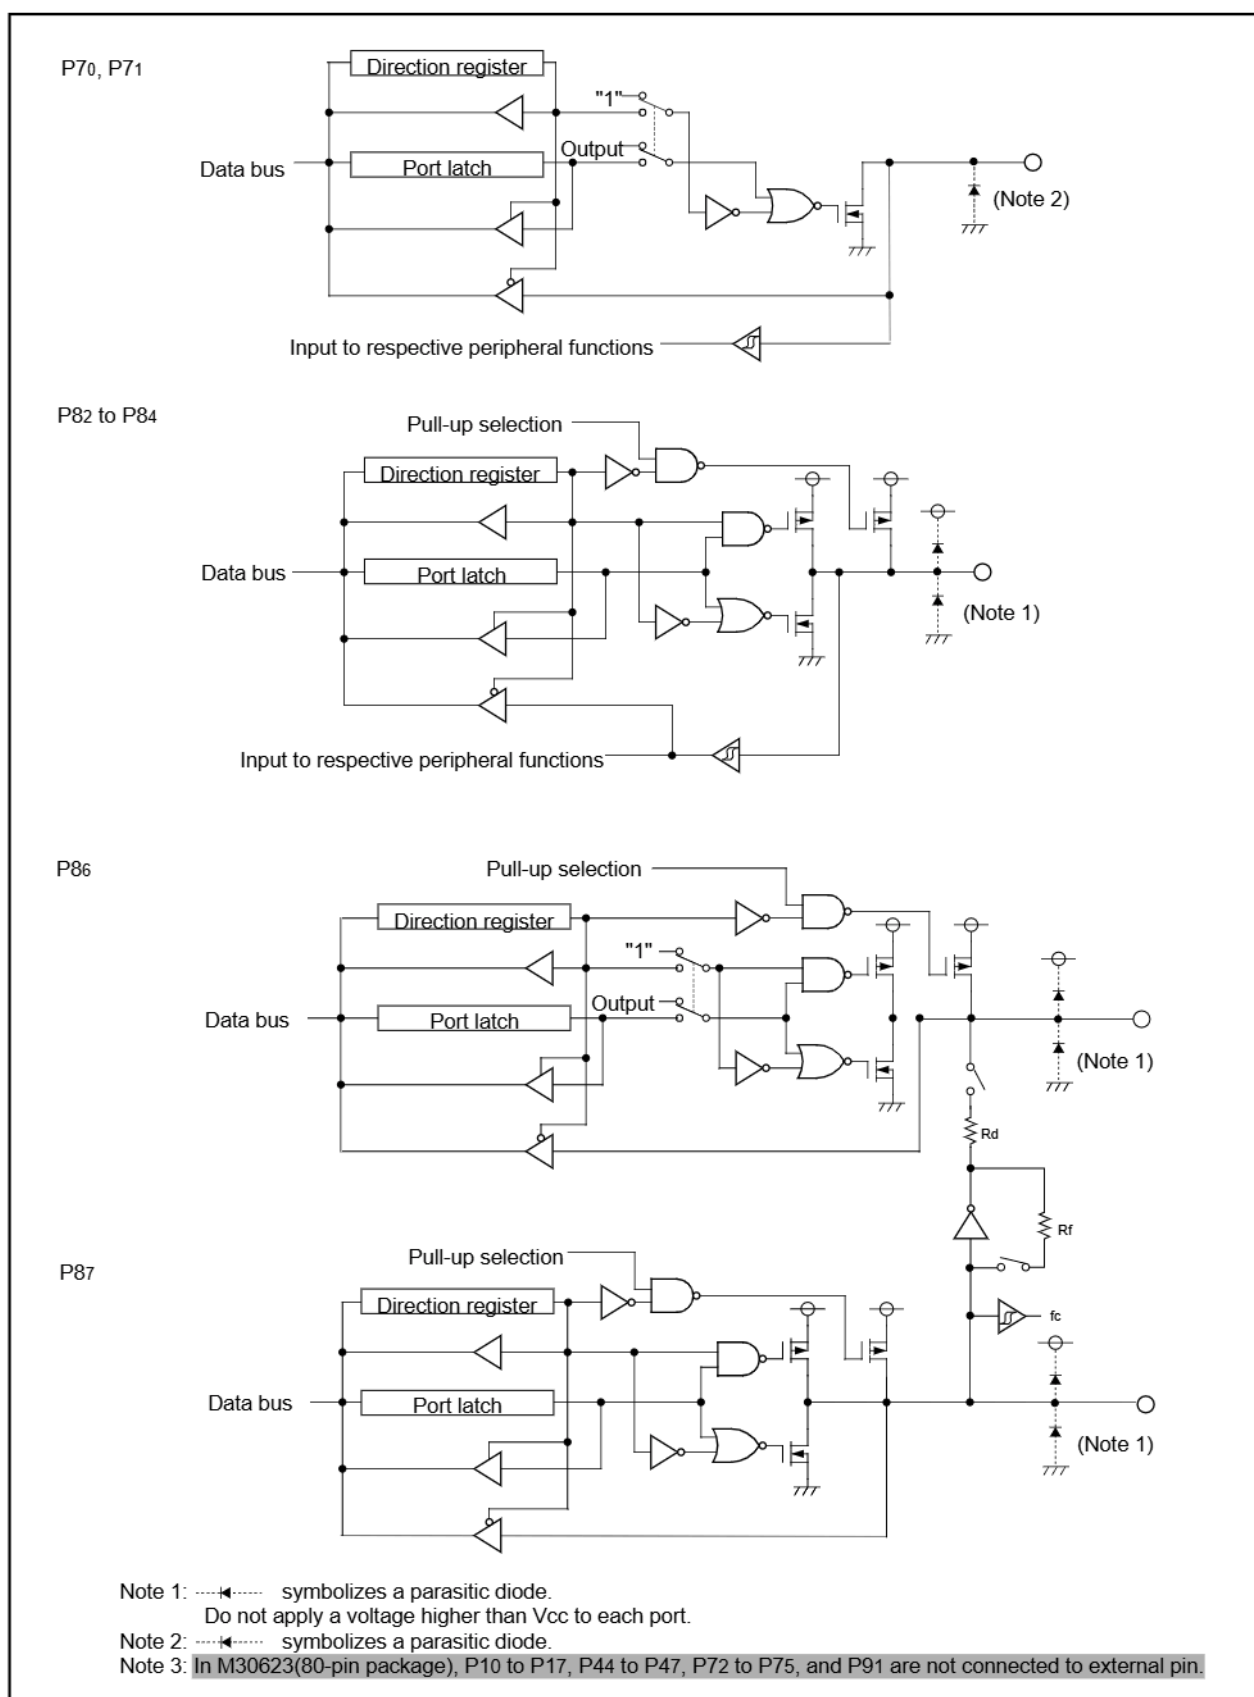 P70, P71
Direction register
"1"
Output
Data bus
Port latch
(Note 2)
Input to respective peripheral functions
P82 to P84
Pull-up selection
Direction register
Data bus
Port latch
(Note 1)
Input to respective peripheral functions
P86
Pull-up selection
Direction register
"1"
Output
Data bus
Port latch
(Note 1)
Rd
Rf
P87
Pull-up selection
Direction register
fc
Data bus
Port latch
(Note 1)
Note 1: symbolizes a parasitic diode.
Do not apply a voltage higher than Vcc to each port.
Note 2: symbolizes a parasitic diode.
Note 3: In M30623(80-pin package), P10 to P17, P44 to P47, P72 to P75, and P91 are not connected to external pin.